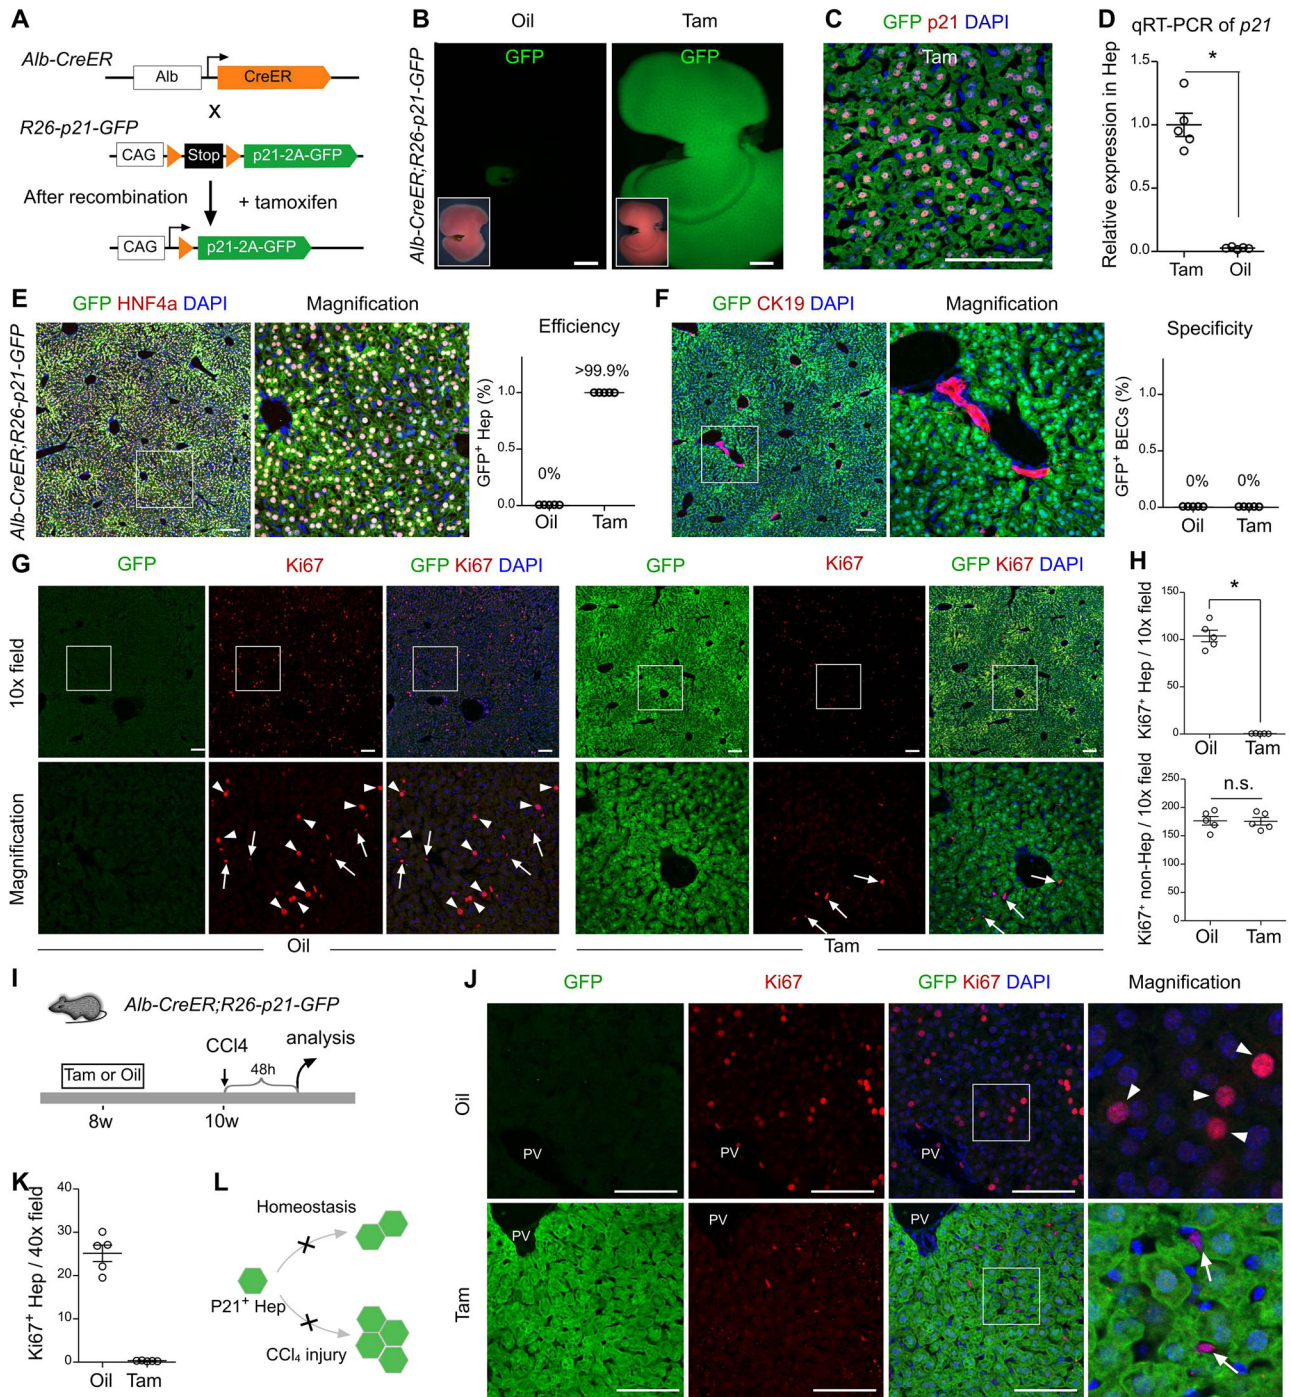 A
Alb-CreER
Alb
CreER
X
R26-p21-GFP
CAG
Stop
p21-2A-GFP
After recombination
+ tamoxifen
CAG
p21-2A-GFP
B
Oil
Tam
Alb-CreER;R26-p21-GFP
GFP
GFP
C
GFP p21 DAPI
Tam
D
qRT-PCR of p21
Relative expression in Hep
*
1.5
1.0
0.5
0.0
Tam
Oil
E
GFP HNF4a DAPI
Magnification
Alb-CreER;R26-p21-GFP
Efficiency
GFP⁺ Hep (%)
>99.9%
1.0
0.5
0%
0.0
Oil
Tam
F
GFP CK19 DAPI
Magnification
Specificity
GFP⁺ BECs (%)
1.0
0.5
0%
0%
0.0
Oil
Tam
G
GFP
Ki67
GFP Ki67 DAPI
GFP
Ki67
GFP Ki67 DAPI
10x field
Magnification
Oil
Tam
H
Ki67⁺ Hep / 10x field
*
150
100
50
0
Oil
Tam
Ki67⁺ non-Hep / 10x field
250
n.s.
200
150
100
50
0
Oil
Tam
I
Alb-CreER;R26-p21-GFP
Tam or Oil
CCl4
48h
analysis
8w
10w
J
GFP
Ki67
GFP Ki67 DAPI
Magnification
Oil
PV
PV
PV
Tam
PV
PV
PV
K
Ki67⁺ Hep / 40x field
40
30
20
10
0
Oil
Tam
L
Homeostasis
P21⁺ Hep
CCl₄ injury